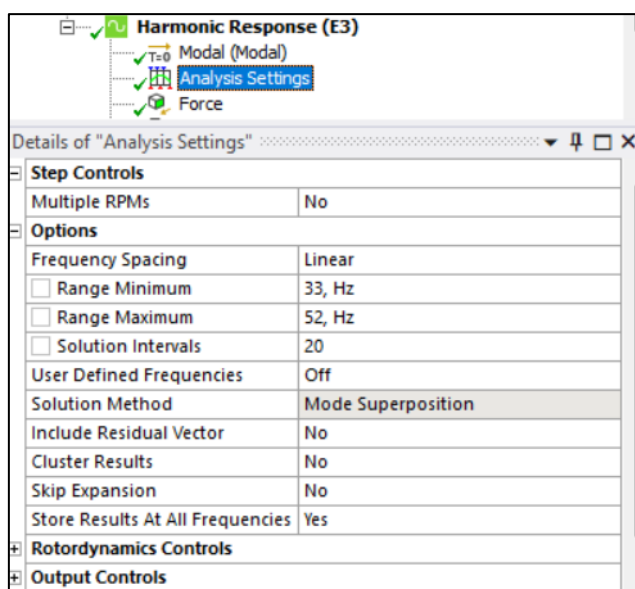 Harmonic Response (E3)
T=0 Modal (Modal)
Analysis Settings
Force
Details of "Analysis Settings"
Step Controls
Multiple RPMs No
Options
Frequency Spacing Linear
Range Minimum 33, Hz
Range Maximum 52, Hz
Solution Intervals 20
User Defined Frequencies Off
Solution Method Mode Superposition
Include Residual Vector No
Cluster Results No
Skip Expansion No
Store Results At All Frequencies Yes
Rotordynamics Controls
Output Controls